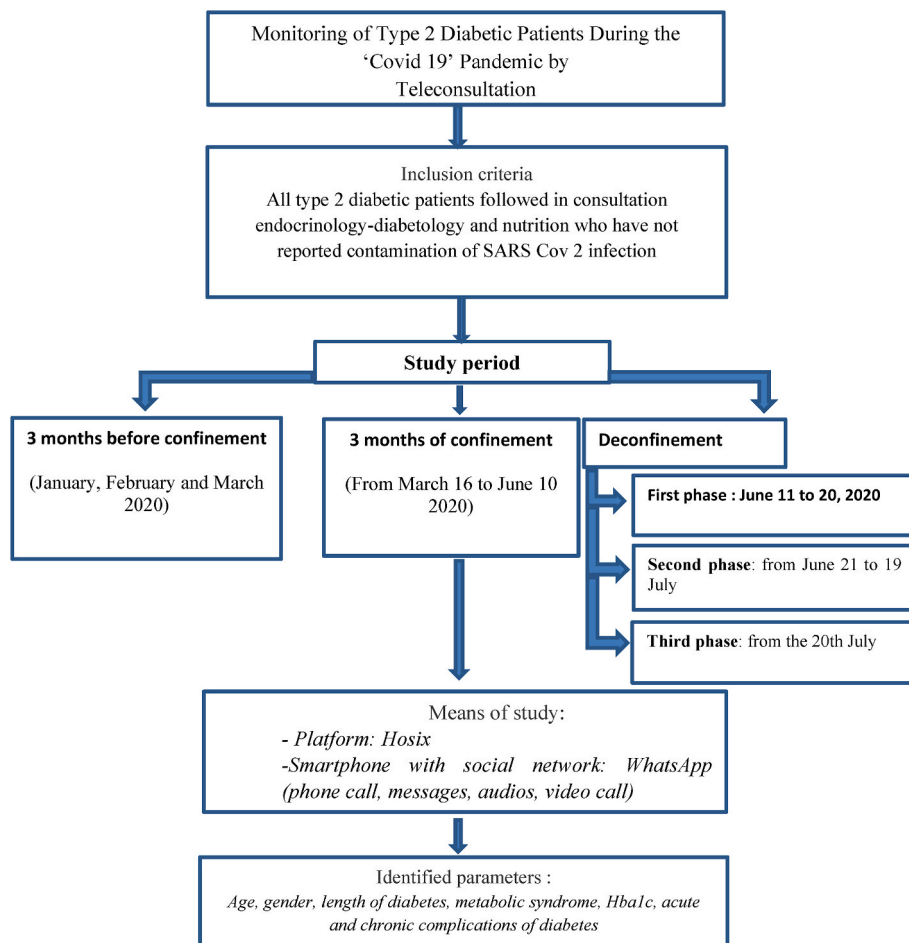 Monitoring of Type 2 Diabetic Patients During the
‘Covid 19’ Pandemic by
Teleconsultation
Inclusion criteria
All type 2 diabetic patients followed in consultation
endocrinology-diabetology and nutrition who have not
reported contamination of SARS Cov 2 infection
Study period
3 months before confinement
(January, February and March
2020)
3 months of confinement
(From March 16 to June 10
2020)
Deconfinement
First phase : June 11 to 20, 2020
Second phase: from June 21 to 19
July
Third phase: from the 20th July
Means of study:
- Platform: Hosix
-Smartphone with social network: WhatsApp
(phone call, messages, audios, video call)
Identified parameters :
Age, gender, length of diabetes, metabolic syndrome, Hba1c, acute
and chronic complications of diabetes